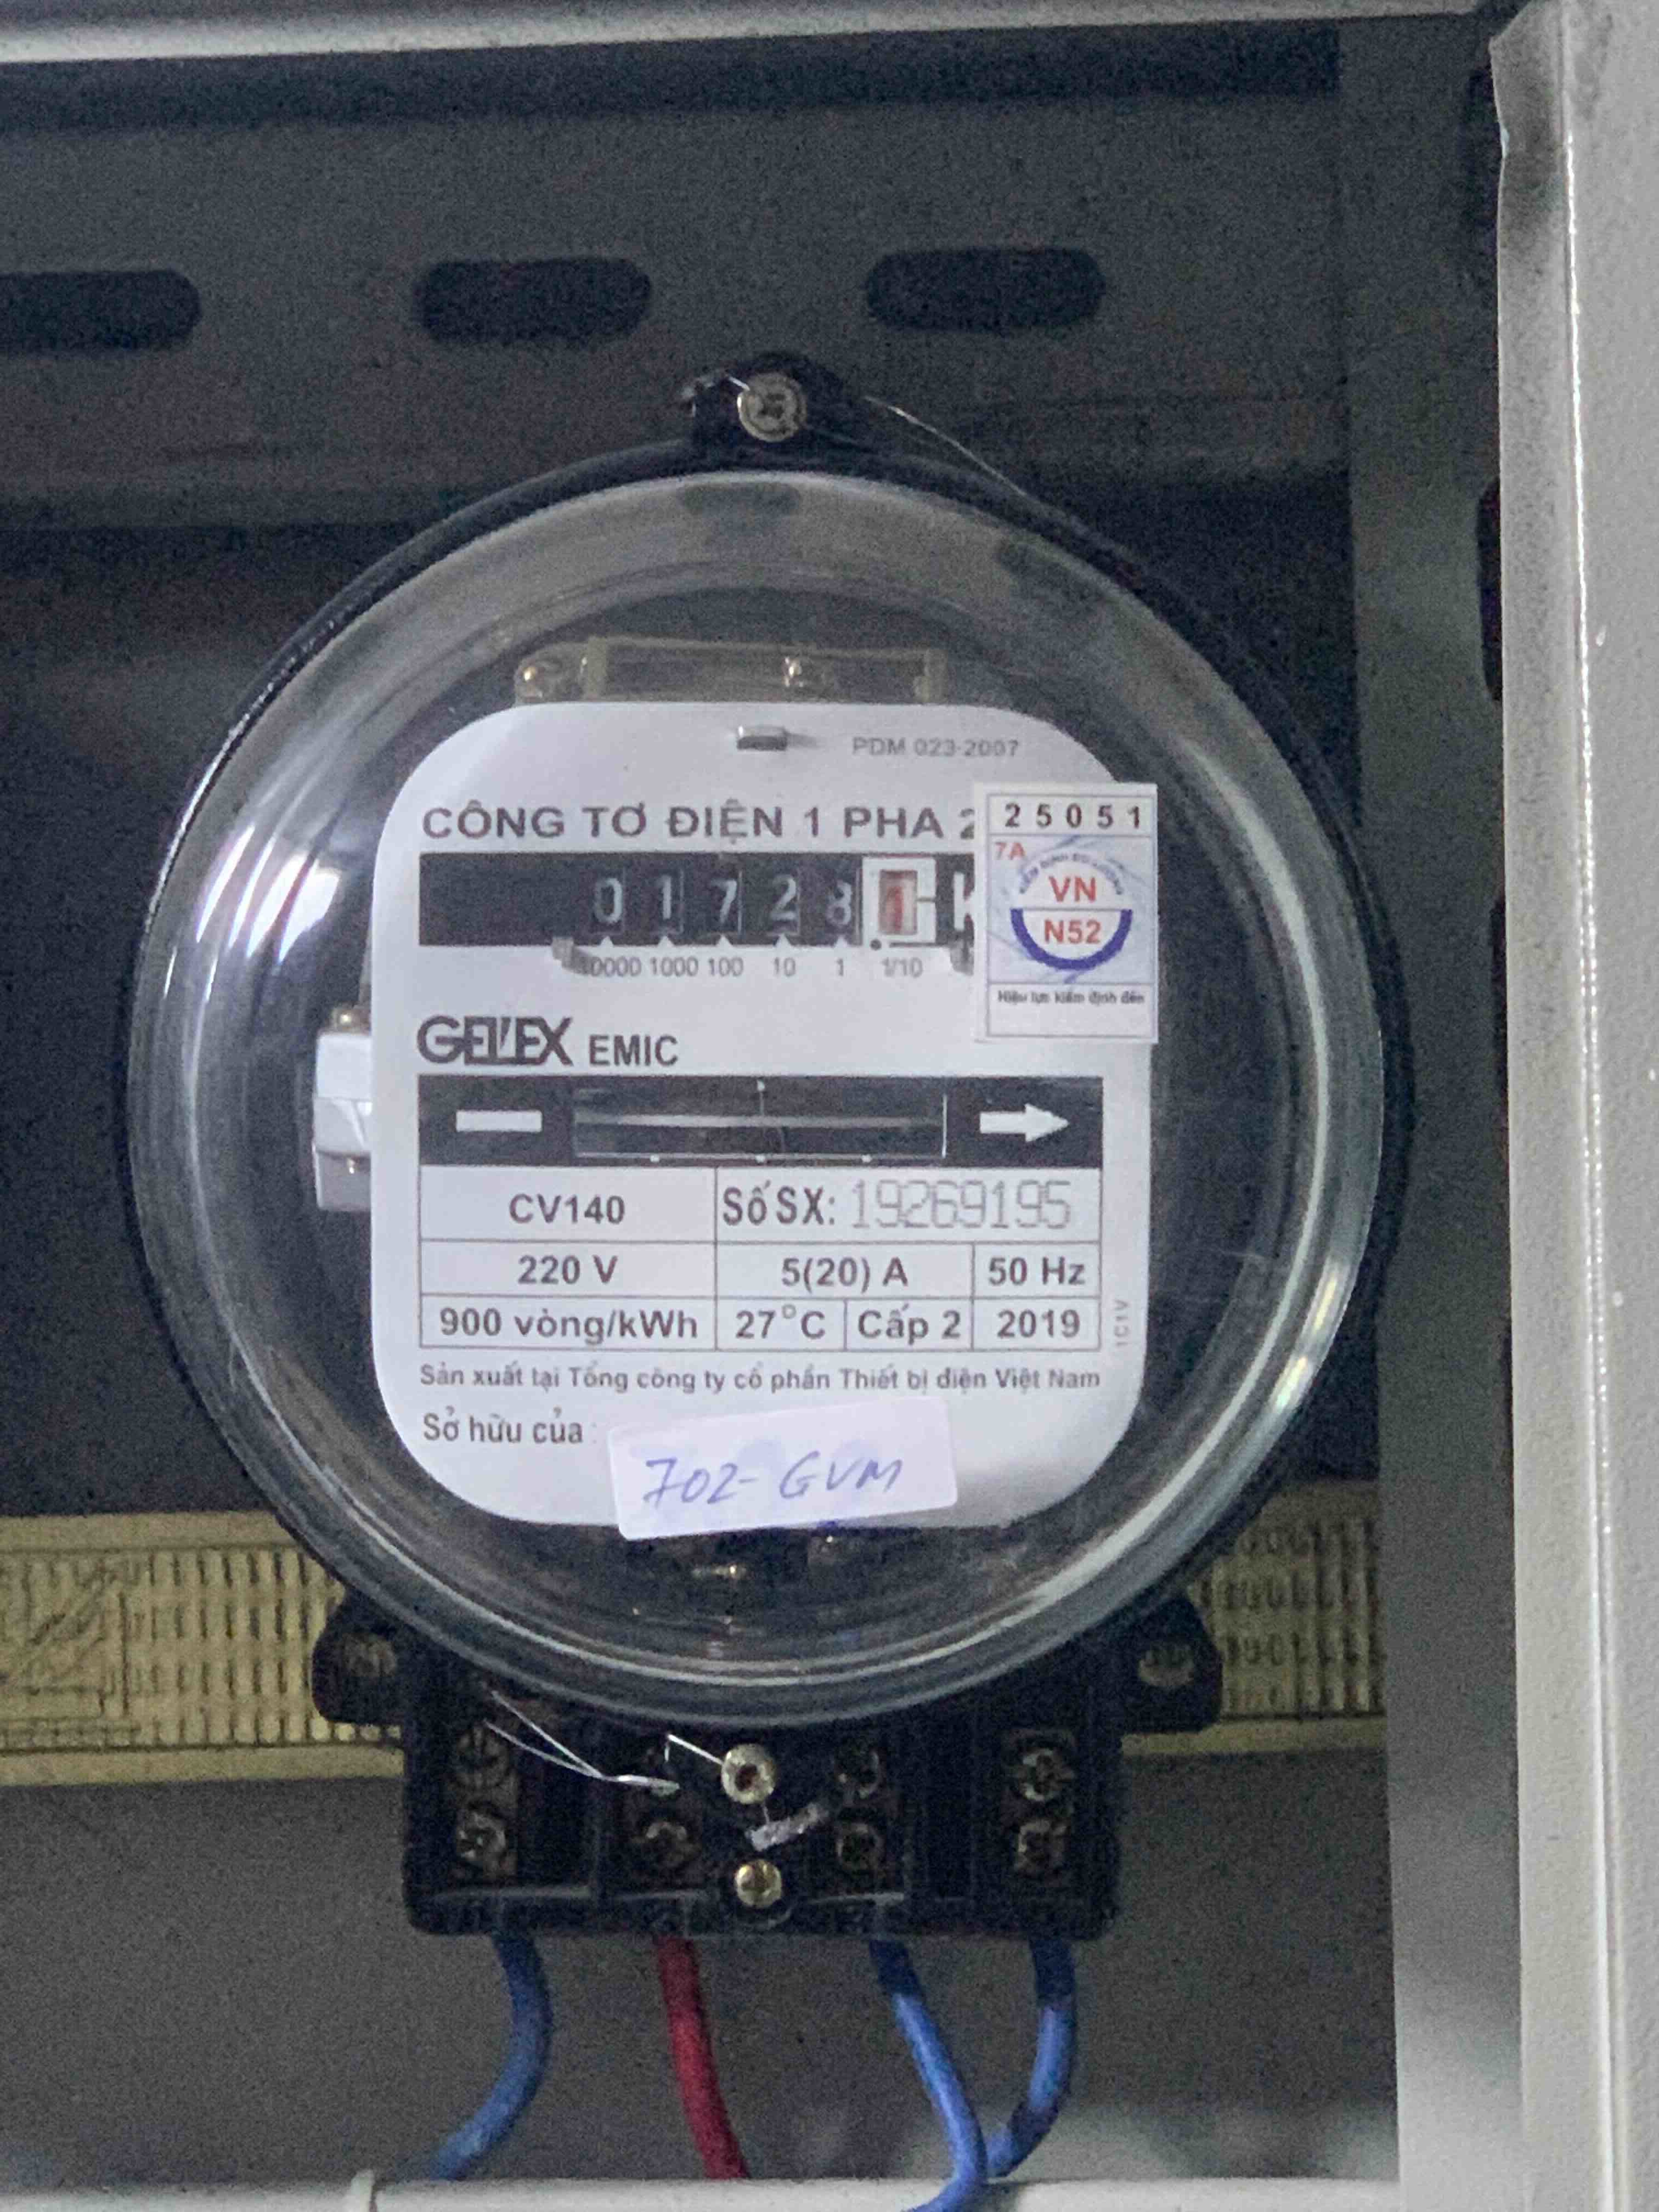 PDM 023-2007
CÔNG TƠ ĐIỆN 1 PHA 2
25051
7A
VN
N52
Hiệu lực kiểm định đến
01728 1
10000 1000 100 10 1 1/10
GELEX EMIC
CV140 Số SX: 19269195
220 V 5(20) A 50 Hz
900 vòng/kWh 27°C Cấp 2 2019
1C1V
Sản xuất tại Tổng công ty cổ phần Thiết bị điện Việt Nam
Sở hữu của :
702- GVM